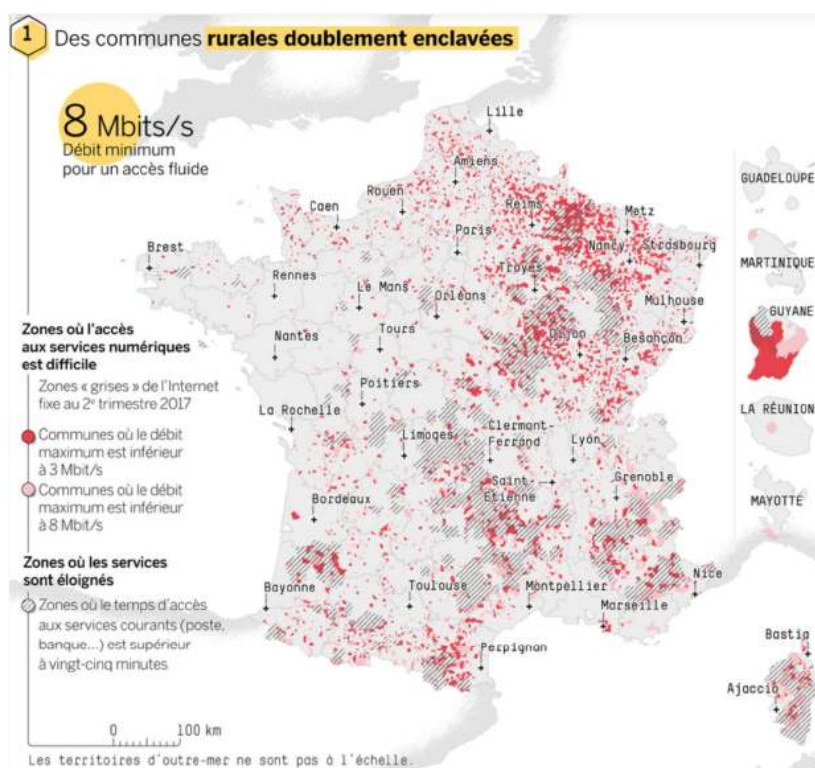 1 Des communes rurales doublement enclavées
8 Mbits/s
Débit minimum
pour un accès fluide
Zones où l'accès
aux services numériques
est difficile
Zones « grises » de l'Internet
fixe au 2e trimestre 2017
Communes où le débit
maximum est inférieur
à 3 Mbit/s
Communes où le débit
maximum est inférieur
à 8 Mbit/s
Zones où les services
sont éloignés
Zones où le temps d'accès
aux services courants (poste,
banque...) est supérieur
à vingt-cinq minutes
0 100 km
Les territoires d'outre-mer ne sont pas à l'échelle.
Lille
Amiens
Rouen
Caen
Reims
Metz
Paris
Nancy
Strasbourg
Brest
Rennes
Le Mans
Orléans
Troyes
Mulhouse
Nantes
Tours
Dijon
Besançon
Poitiers
La Rochelle
Limoges
Clermont-
Ferrand
Lyon
Saint-
Etienne
Grenoble
Bordeaux
Bayonne
Toulouse
Montpellier
Marseille
Nice
Perpignan
Bastia
Ajaccio
GUADELOUPE
MARTINIQUE
GUYANE
LA RÉUNION
MAYOTTE